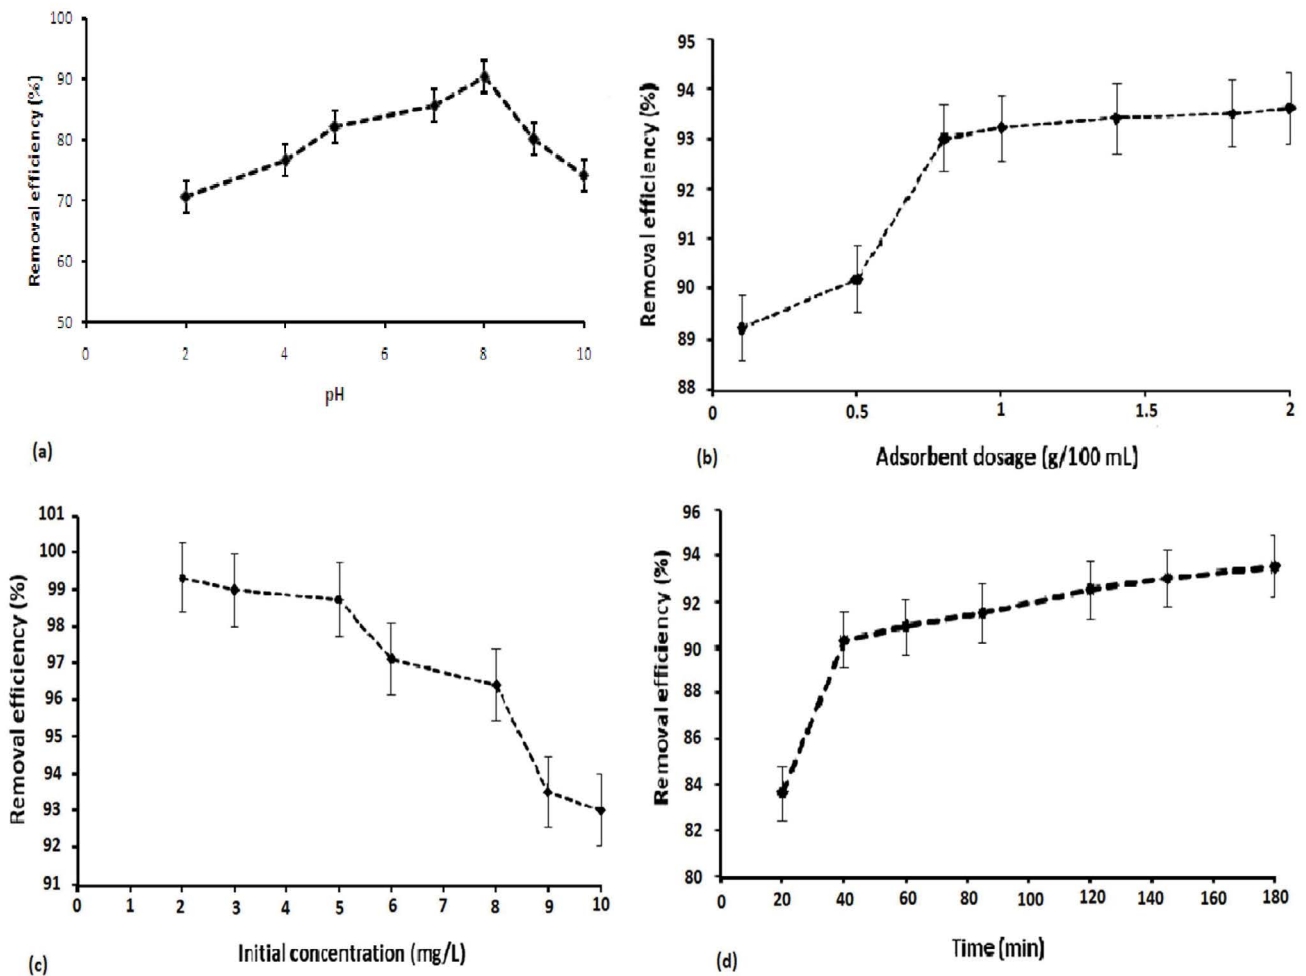 Removal efficiency (%)
100
90
80
70
60
50
0 2 4 6 8 10
pH
(a)
Removal efficiency (%)
95
94
93
92
91
90
89
88
0 0.5 1 1.5 2
Adsorbent dosage (g/100 mL)
(b)
Removal efficiency (%)
101
100
99
98
97
96
95
94
93
92
91
0 1 2 3 4 5 6 7 8 9 10
Initial concentration (mg/L)
(c)
Removal efficiency (%)
96
94
92
90
88
86
84
82
80
0 20 40 60 80 100 120 140 160 180
Time (min)
(d)